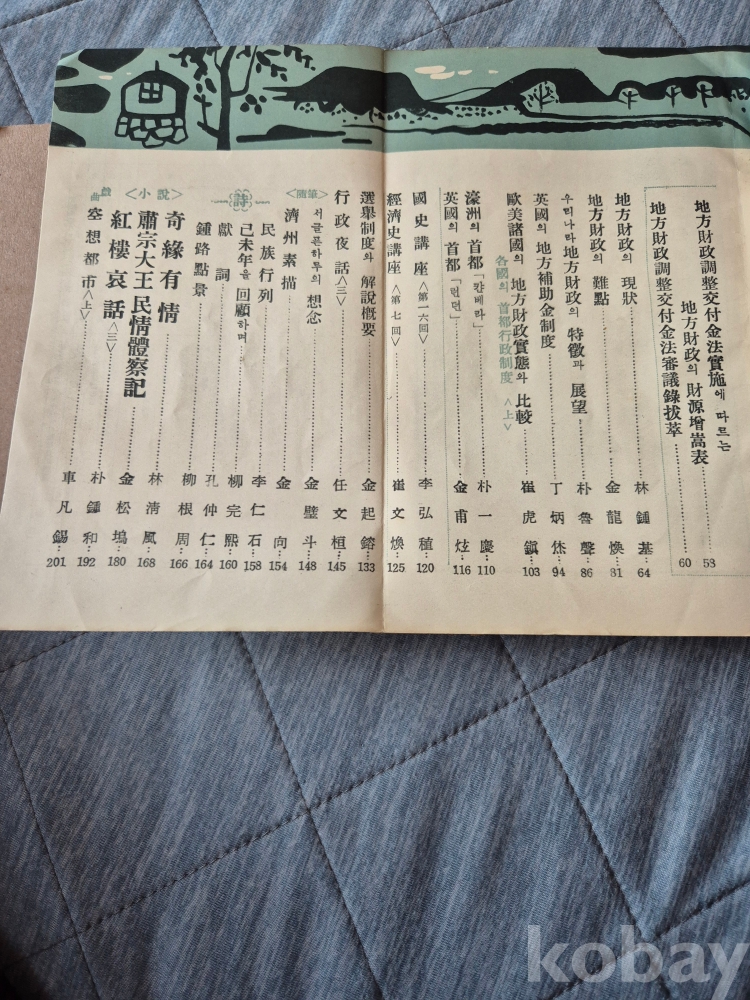 地方財政調整交付金法實施에 따르는
地方財政의 財源增嵩表 53
地方財政調整交付金法審議錄拔萃 60
地方財政의 現狀 林鍾基 64
地方財政의 難點 金龍煥 81
우리나라 地方財政의 特徵과 展望 朴魯聲 86
英國의 地方補助金制度 丁炳烋 94
歐美諸國의 地方財政實態와 比較 崔虎鎭 103
各國의 首都行政制度 <上>
濠洲의 首都「캼베라」 朴一慶 110
英國의 首都「런던」 金甫炫 116
國史講座 <第一六回> 李弘稙 120
經濟史講座 <第七回> 崔文煥 125
選擧制度와 解說槪要 金起鎔 133
行政夜話 <三> 任文桓 145
<隨筆>
서글픈하루의 想念 金璧斗 148
濟州素描 金向 154
詩
民族行列 李仁石 158
己未年을 回顧하며 柳完熙 160
獻詞 孔仲仁 164
鍾路點景 柳根周 166
<小說>
奇緣有情 林淸風 168
肅宗大王 民情體察記 金松塢 180
紅樓哀話 <三> 朴鍾和 192
戲曲
空想都市 <上> 車凡錫 201
kobay